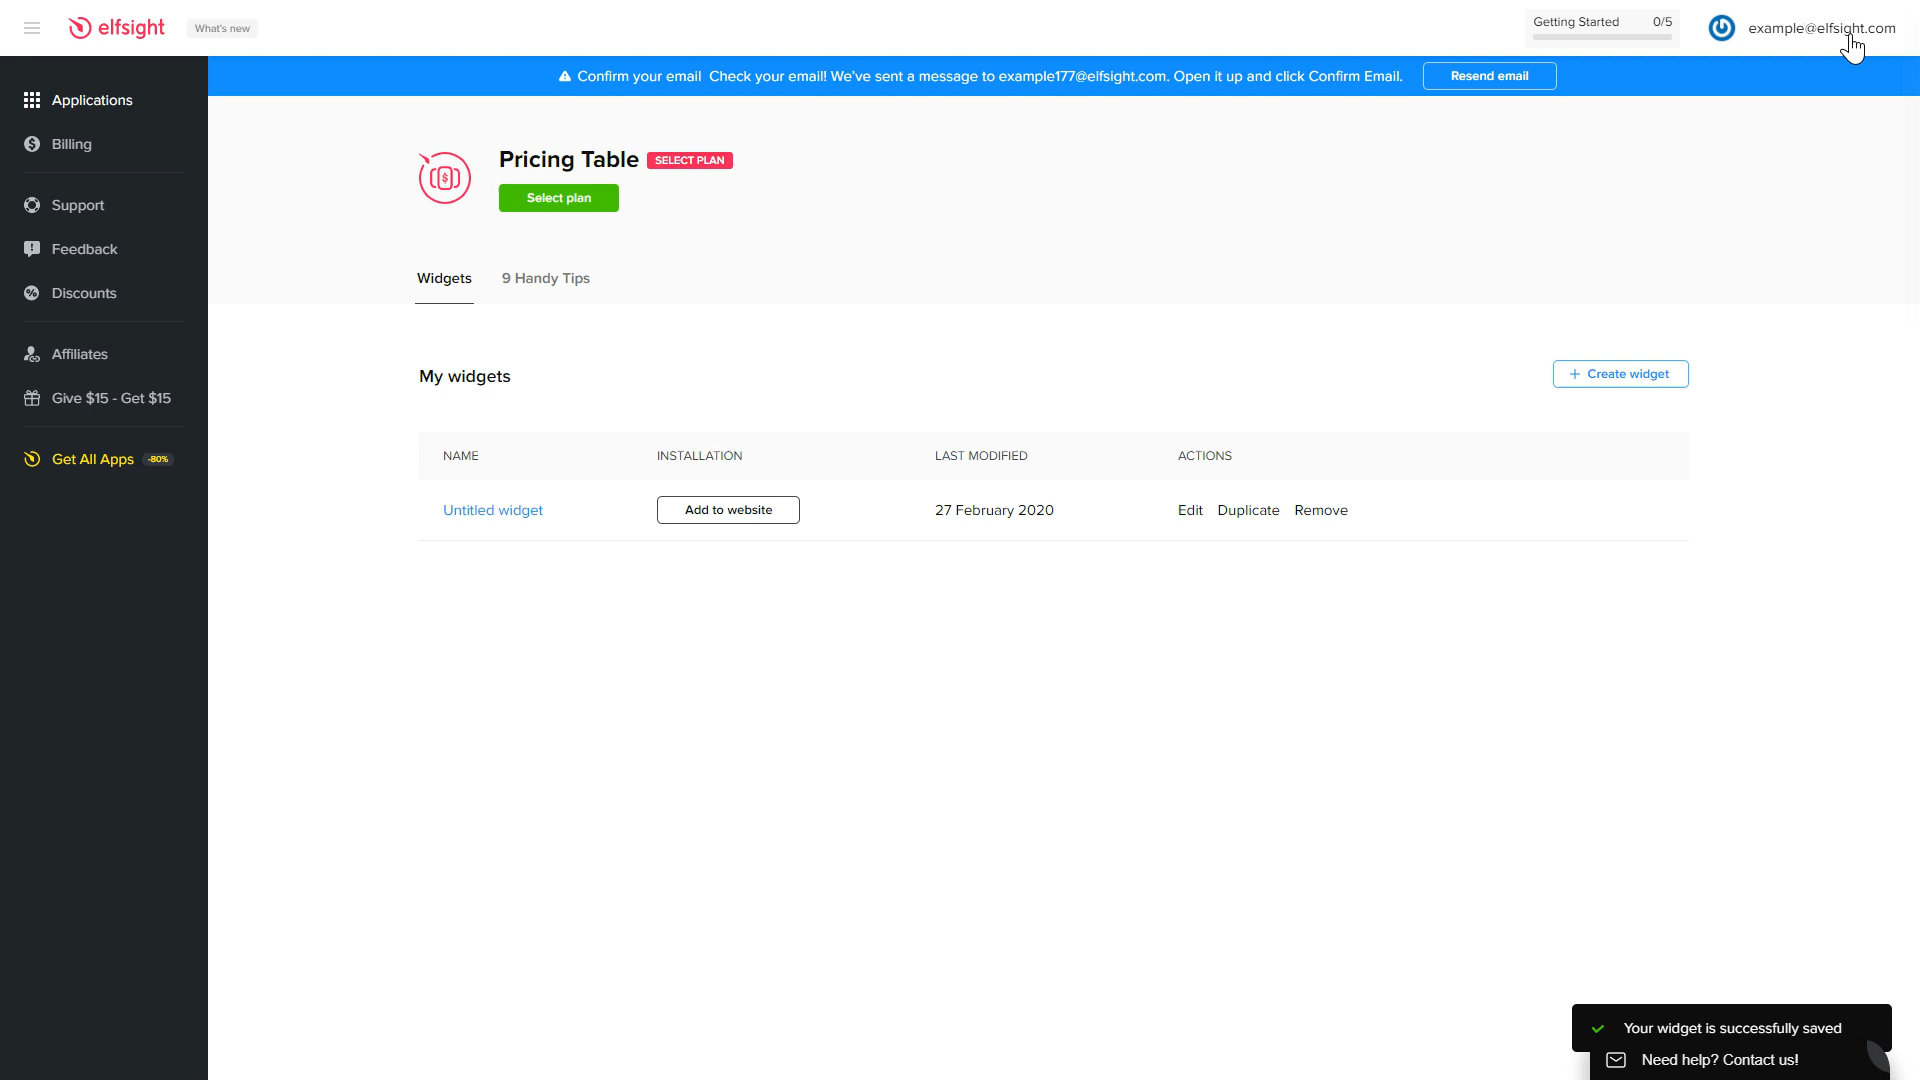 elfsight
What's new
Getting Started 0/5
example@elfsight.com
Confirm your email Check your email! We've sent a message to example177@elfsight.com. Open it up and click Confirm Email.
Resend email
Applications
Billing
Support
Feedback
Discounts
Affiliates
Give $15 - Get $15
Get All Apps -80%
Pricing Table SELECT PLAN
Select plan
Widgets 9 Handy Tips
My widgets
+ Create widget
NAME INSTALLATION LAST MODIFIED ACTIONS
Untitled widget Add to website 27 February 2020 Edit Duplicate Remove
Your widget is successfully saved
Need help? Contact us!